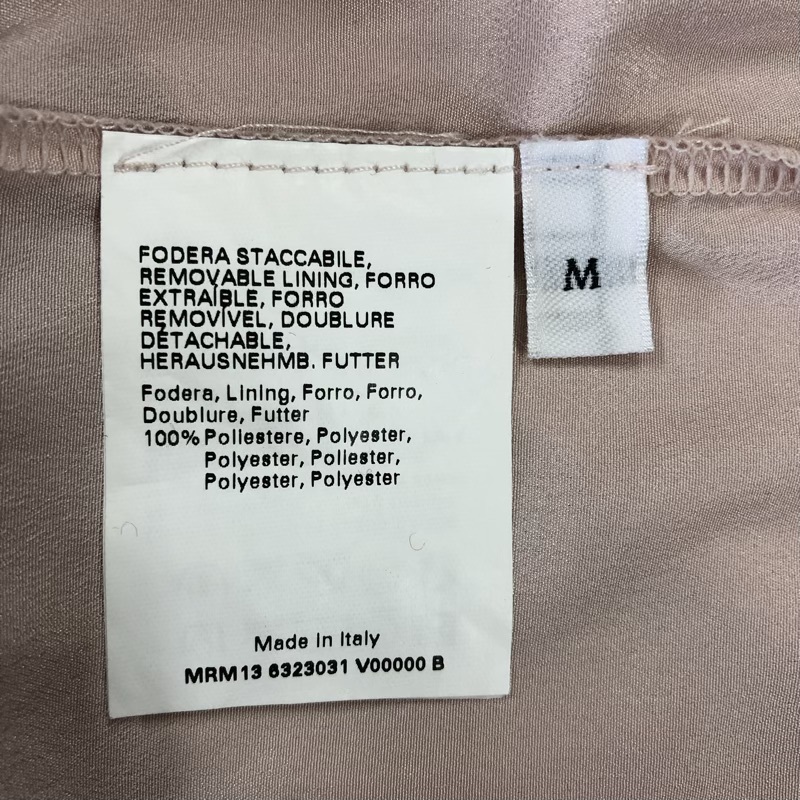 FODERA STACCABILE,
REMOVABLE LINING, FORRO
EXTRAÍBLE, FORRO
REMOVÍVEL, DOUBLURE
DÉTACHABLE,
HERAUSNEHMB. FUTTER
Fodera, Lining, Forro, Forro,
Doublure, Futter
100% Poliestere, Polyester,
Polyester, Poliester,
Polyester, Polyester
Made in Italy
MRM13 6323031 V00000 B
M